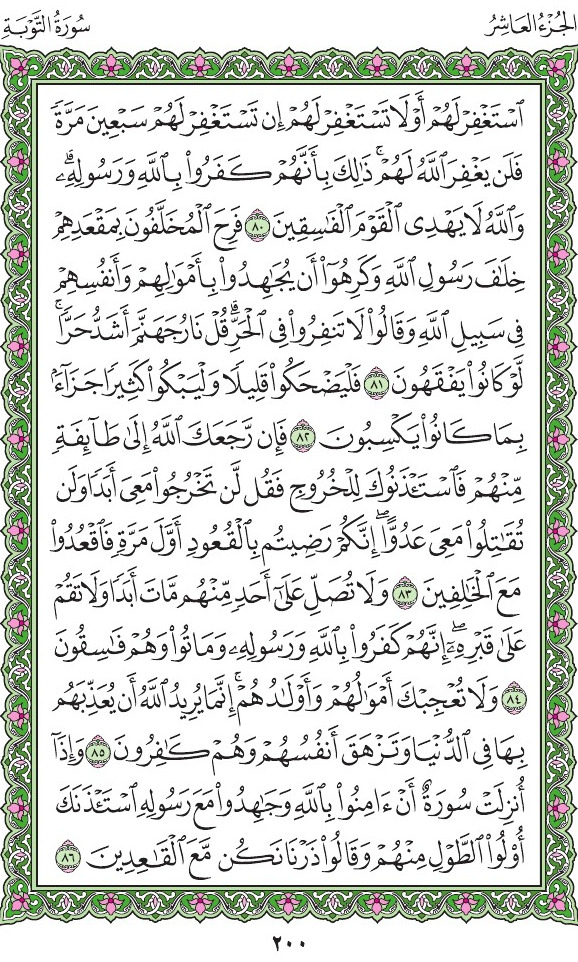 الجُزْءُ العَاشِرُ
سُورَةُ التَّوْبَةِ
ٱسْتَغْفِرْ لَهُمْ أَوْ لَا تَسْتَغْفِرْ لَهُمْ إِن تَسْتَغْفِرْ لَهُمْ سَبْعِينَ مَرَّةً
فَلَن يَغْفِرَ ٱللَّهُ لَهُمْ ۚ ذَٰلِكَ بِأَنَّهُمْ كَفَرُوا۟ بِٱللَّهِ وَرَسُولِهِۦ ۗ
وَٱللَّهُ لَا يَهْدِى ٱلْقَوْمَ ٱلْفَـٰسِقِينَ ٨٠ فَرِحَ ٱلْمُخَلَّفُونَ بِمَقْعَدِهِمْ
خِلَـٰفَ رَسُولِ ٱللَّهِ وَكَرِهُوٓا۟ أَن يُجَـٰهِدُوا۟ بِأَمْوَٰلِهِمْ وَأَنفُسِهِمْ
فِى سَبِيلِ ٱللَّهِ وَقَالُوا۟ لَا تَنفِرُوا۟ فِى ٱلْحَرِّ ۗ قُلْ نَارُ جَهَنَّمَ أَشَدُّ حَرًّا ۚ
لَّوْ كَانُوا۟ يَفْقَهُونَ ٨١ فَلْيَضْحَكُوا۟ قَلِيلًا وَلْيَبْكُوا۟ كَثِيرًا جَزَآءًۢ
بِمَا كَانُوا۟ يَكْسِبُونَ ٨٢ فَإِن رَّجَعَكَ ٱللَّهُ إِلَىٰ طَآئِفَةٍ
مِّنْهُمْ فَٱسْتَـْٔذَنُوكَ لِلْخُرُوجِ فَقُل لَّن تَخْرُجُوا۟ مَعِىَ أَبَدًا وَلَن
تُقَـٰتِلُوا۟ مَعِىَ عَدُوًّا ۖ إِنَّكُمْ رَضِيتُم بِٱلْقُعُودِ أَوَّلَ مَرَّةٍ فَٱقْعُدُوا۟
مَعَ ٱلْخَـٰلِفِينَ ٨٣ وَلَا تُصَلِّ عَلَىٰٓ أَحَدٍ مِّنْهُم مَّاتَ أَبَدًا وَلَا تَقُمْ
عَلَىٰ قَبْرِهِۦٓ ۖ إِنَّهُمْ كَفَرُوا۟ بِٱللَّهِ وَرَسُولِهِۦ وَمَاتُوا۟ وَهُمْ فَـٰسِقُونَ
٨٤ وَلَا تُعْجِبْكَ أَمْوَٰلُهُمْ وَأَوْلَـٰدُهُمْ ۚ إِنَّمَا يُرِيدُ ٱللَّهُ أَن يُعَذِّبَهُم
بِهَا فِى ٱلدُّنْيَا وَتَزْهَقَ أَنفُسُهُمْ وَهُمْ كَـٰفِرُونَ ٨٥ وَإِذَآ
أُنزِلَتْ سُورَةٌ أَنْ ءَامِنُوا۟ بِٱللَّهِ وَجَـٰهِدُوا۟ مَعَ رَسُولِهِ ٱسْتَـْٔذَنَكَ
أُو۟لُوا۟ ٱلطَّوْلِ مِنْهُمْ وَقَالُوا۟ ذَرْنَا نَكُن مَّعَ ٱلْقَـٰعِدِينَ ٨٦
٢٠٠